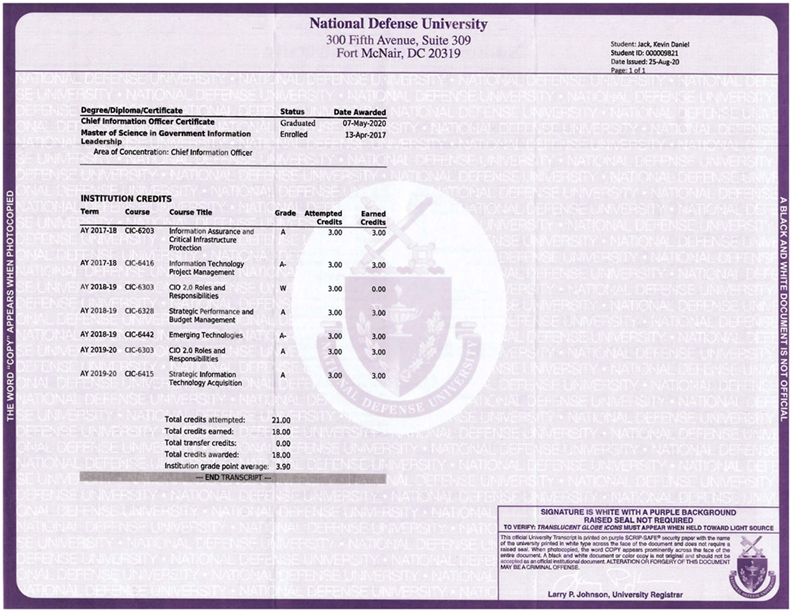 National Defense University
300 Fifth Avenue, Suite 309
Fort McNair, DC 20319
Student: Jack, Kevin Daniel
Student ID: 000009821
Date Issued: 25-Aug-20
Page: 1 of 1
Degree/Diploma/Certificate Status Date Awarded
Chief Information Officer Certificate Graduated 07-May-2020
Master of Science in Government Information Enrolled 13-Apr-2017
Leadership
Area of Concentration: Chief Information Officer
INSTITUTION CREDITS
Term Course Course Title Grade Attempted Earned
Credits Credits
AY 2017-18 CIC-6203 Information Assurance and A 3.00 3.00
Critical Infrastructure
Protection
AY 2017-18 CIC-6416 Information Technology A- 3.00 3.00
Project Management
AY 2018-19 CIC-6303 CIO 2.0 Roles and W 3.00 0.00
Responsibilities
AY 2018-19 CIC-6328 Strategic Performance and A 3.00 3.00
Budget Management
AY 2018-19 CIC-6442 Emerging Technologies A- 3.00 3.00
AY 2019-20 CIC-6303 CIO 2.0 Roles and A 3.00 3.00
Responsibilities
AY 2019-20 CIC-6415 Strategic Information A 3.00 3.00
Technology Acquisition
Total credits attempted: 21.00
Total credits earned: 18.00
Total transfer credits: 0.00
Total credits awarded: 18.00
Institution grade point average: 3.90
--- END TRANSCRIPT ---
THE WORD "COPY" APPEARS WHEN PHOTOCOPIED
A BLACK AND WHITE DOCUMENT IS NOT OFFICIAL
NATIONAL DEFENSE UNIVERSITY
SIGNATURE IS WHITE WITH A PURPLE BACKGROUND
RAISED SEAL NOT REQUIRED
TO VERIFY: TRANSLUCENT GLOBE ICONS MUST APPEAR WHEN HELD TOWARD LIGHT SOURCE
This official University Transcript is printed on purple SCRIP-SAFE® security paper with the name
of the university printed in white type across the face of the document and does not require a
raised seal. When photocopied, the word COPY appears prominently across the face of the
entire document. A black and white document or color copy is not original and should not be
accepted as an official institutional document. ALTERATION OR FORGERY OF THIS DOCUMENT
MAY BE A CRIMINAL OFFENSE.
Larry P. Johnson, University Registrar